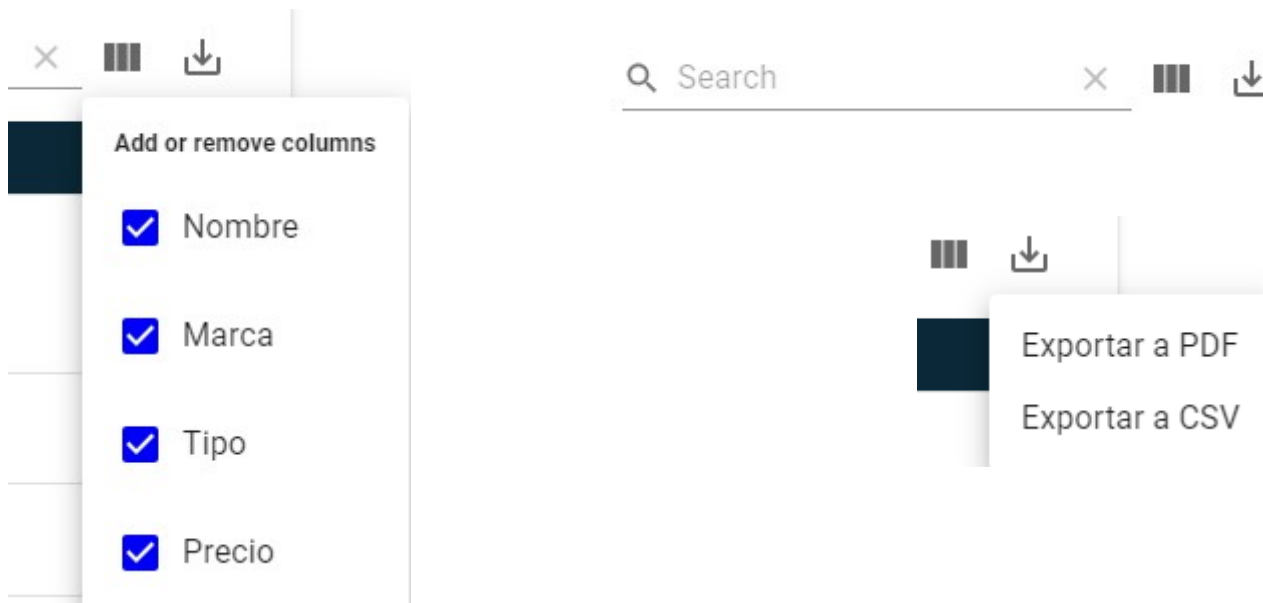 Add or remove columns
Nombre
Marca
Tipo
Precio
Search
Exportar a PDF
Exportar a CSV